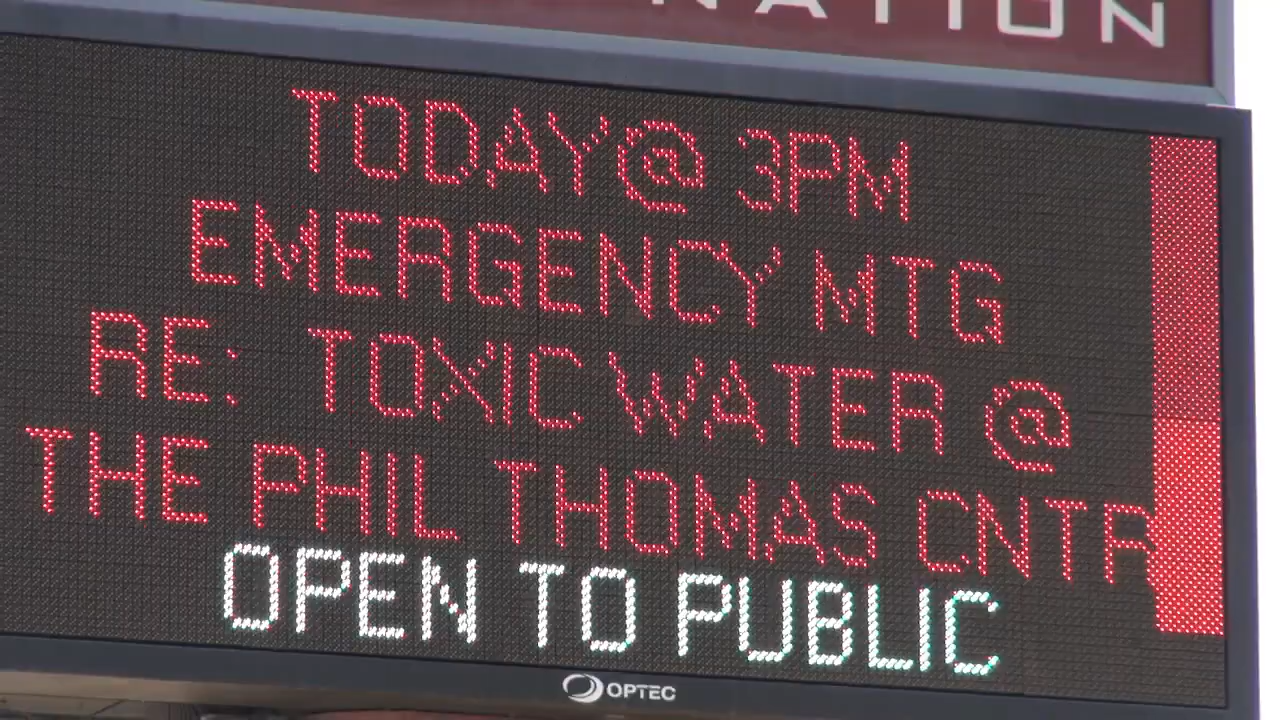 NATION
TODAY@ 3PM
EMERGENCY MTG
RE: TOXIC WATER @
THE PHIL THOMAS CNTR
OPEN TO PUBLIC
OPTEC